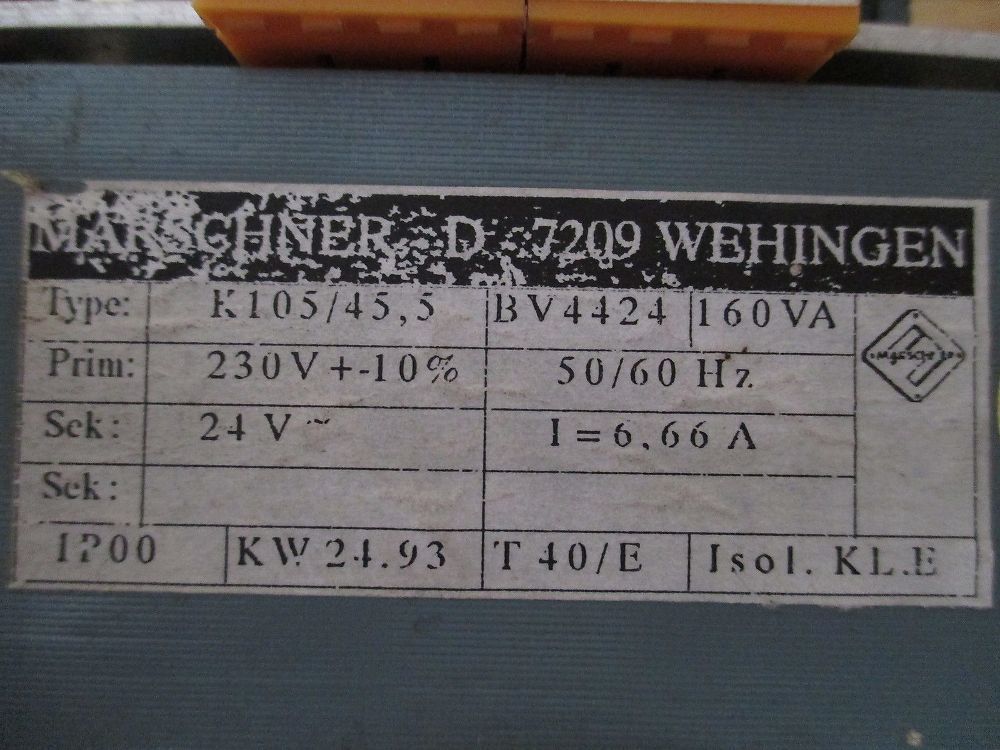 MARSCHNER D 7209 WEHINGEN
Type: K105/45,5 BV4424 160VA
Prim: 230V +-10% 50/60 Hz
MARSCHNER
Sek: 24 V ~ I = 6,66 A
Sek:
IP00 KW 24.93 T 40/E Isol. KL.E